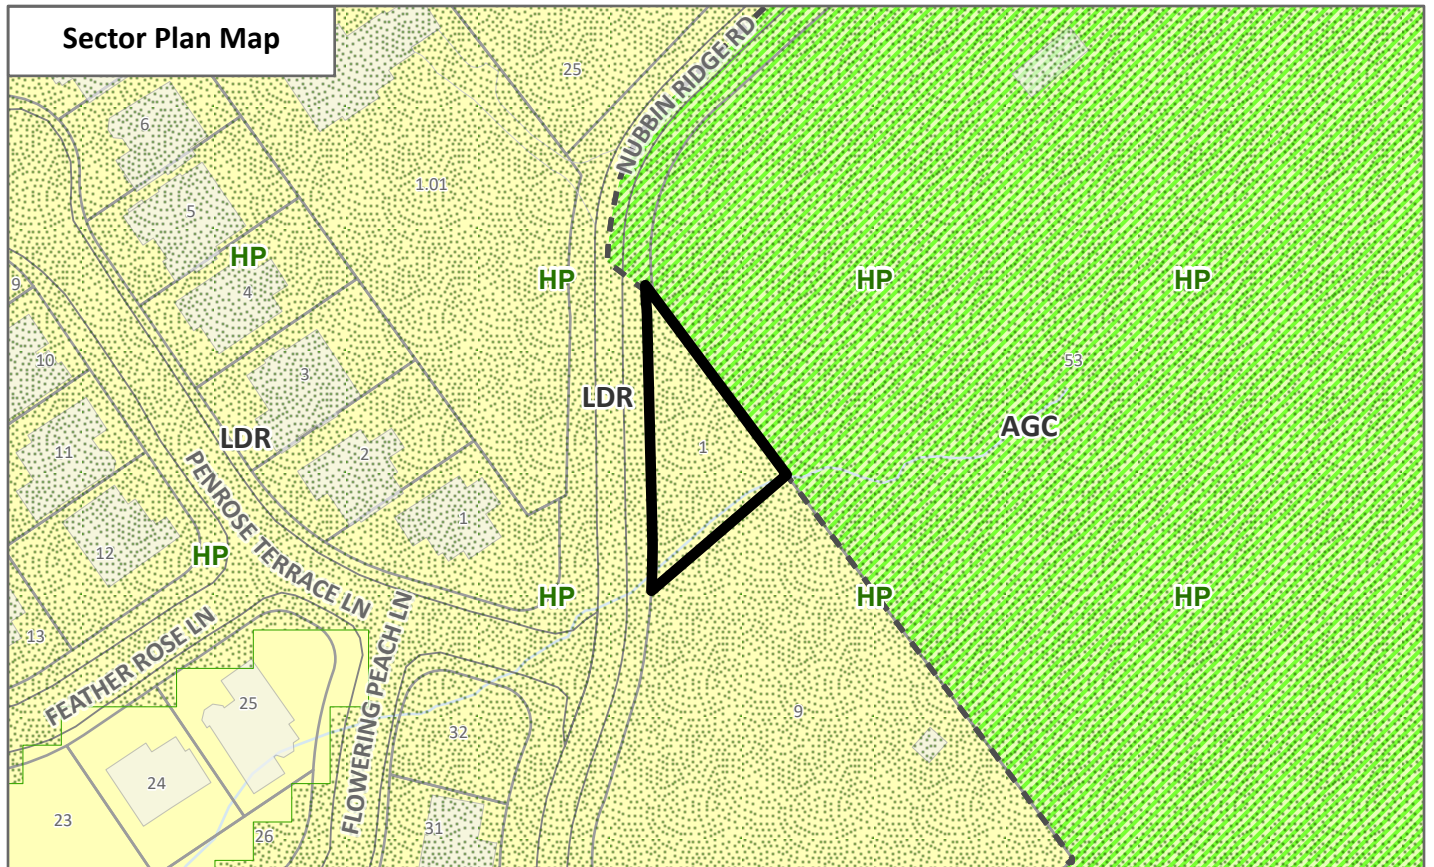 Sector Plan Map
25
NUBBIN RIDGE RD
6
1.01
5
HP
4
HP
HP
HP
9
10
3
53
LDR
AGC
LDR
11
2
1
1
PENROSE TERRACE LN
12
HP
HP
HP
HP
13
FEATHER ROSE LN
FLOWERING PEACH LN
25
32
9
24
23
26
31